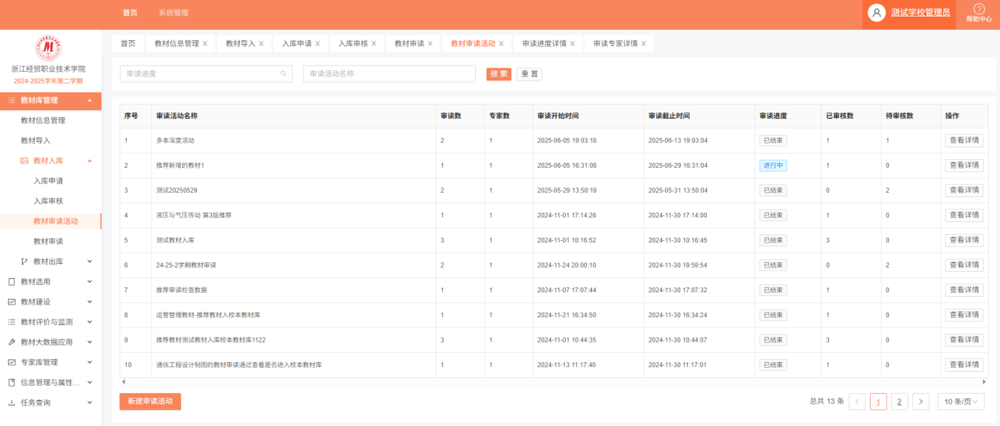 首页 系统管理 测试学校管理员 帮助中心
浙江经贸职业技术学院
2024-2025学年第二学期
教材库管理
教材信息管理
教材导入
教材入库
入库申请
入库审核
教材审读活动
教材审读
教材出库
教材选用
教材建设
教材评价与监测
教材大数据应用
专家库管理
信息管理与属性...
任务查询
首页 教材信息管理 × 教材导入 × 入库申请 × 入库审核 × 教材审读 × 教材审读活动 × 审读进度详情 × 审读专家详情 ×
审读进度 审读活动名称 搜 索 重 置
序号 审读活动名称 审读数 专家数 审读开始时间 审读截止时间 审读进度 已审核数 待审核数 操作
1 多本深度活动 2 1 2025-06-05 19:03:18 2025-06-13 19:03:04 已结束 1 1 查看详情
2 推荐新增的教材1 1 1 2025-06-05 16:31:08 2025-06-29 16:31:04 进行中 1 0 查看详情
3 测试20250529 2 1 2025-05-29 13:50:19 2025-05-31 13:50:04 已结束 0 2 查看详情
4 液压与气压传动 第3版推荐 1 1 2024-11-01 17:14:26 2024-11-30 17:14:00 已结束 1 0 查看详情
5 测试教材入库 3 1 2024-11-01 10:16:52 2024-11-30 10:16:45 已结束 3 0 查看详情
6 24-25-2学期教材审读 2 1 2024-11-24 20:00:10 2024-11-30 19:59:54 已结束 0 2 查看详情
7 推荐审读检查数据 1 1 2024-11-07 17:07:44 2024-11-30 17:07:32 已结束 1 0 查看详情
8 运营管理教材-推荐教材入校本教材库 1 1 2024-11-21 16:34:50 2024-11-30 16:34:24 已结束 1 0 查看详情
9 推荐教材测试教材入库校本教材库1122 3 1 2024-11-01 10:44:35 2024-11-30 10:44:07 已结束 3 0 查看详情
10 通信工程设计制图的教材审读通过查看是否进入校本教材库 1 1 2024-11-13 11:17:40 2024-11-30 11:17:01 已结束 1 0 查看详情
新建审读活动 总共 13 条 < 1 2 > 10 条/页